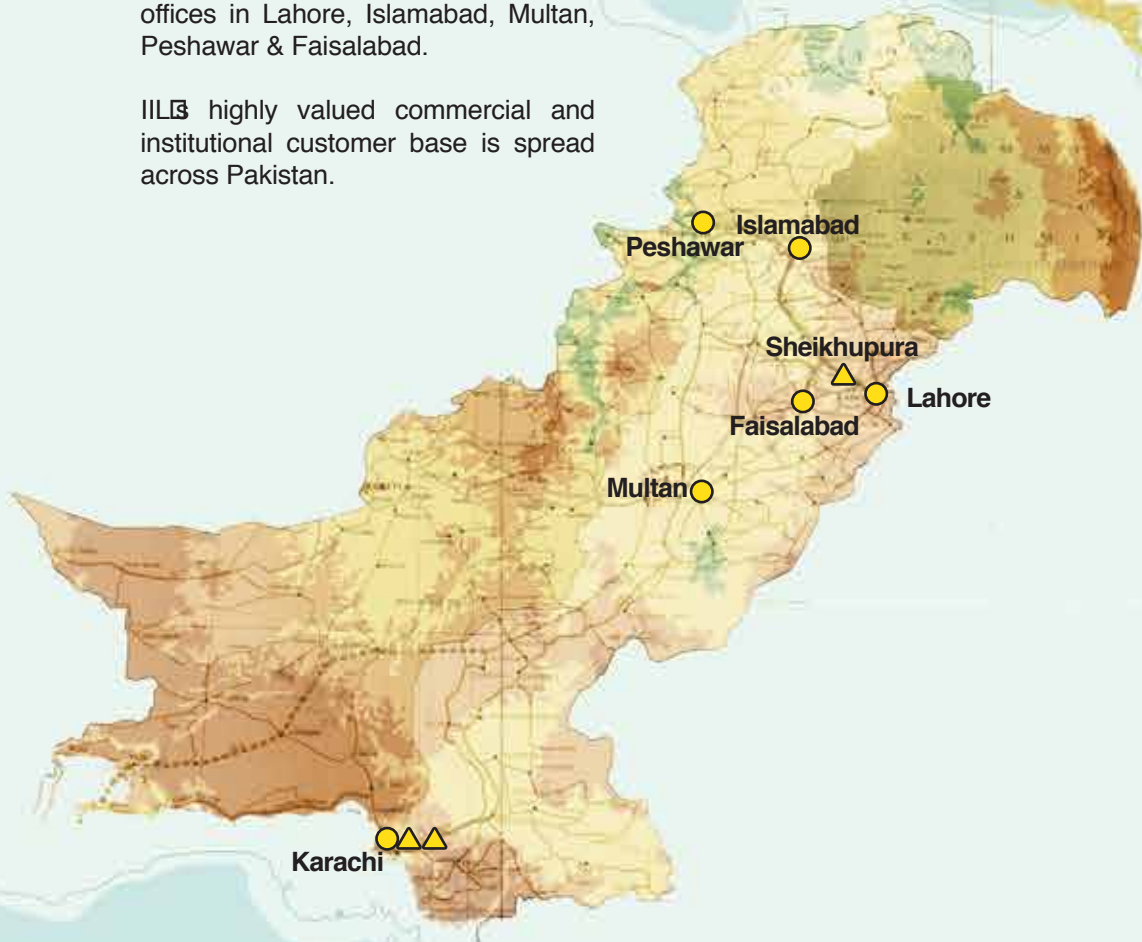 offices in Lahore, Islamabad, Multan,
Peshawar & Faisalabad.
highly valued commercial and
institutional customer base is spread
across Pakistan.
Islamabad
Peshawar
Sheikhupura
Lahore
Faisalabad
Multan
Karachi